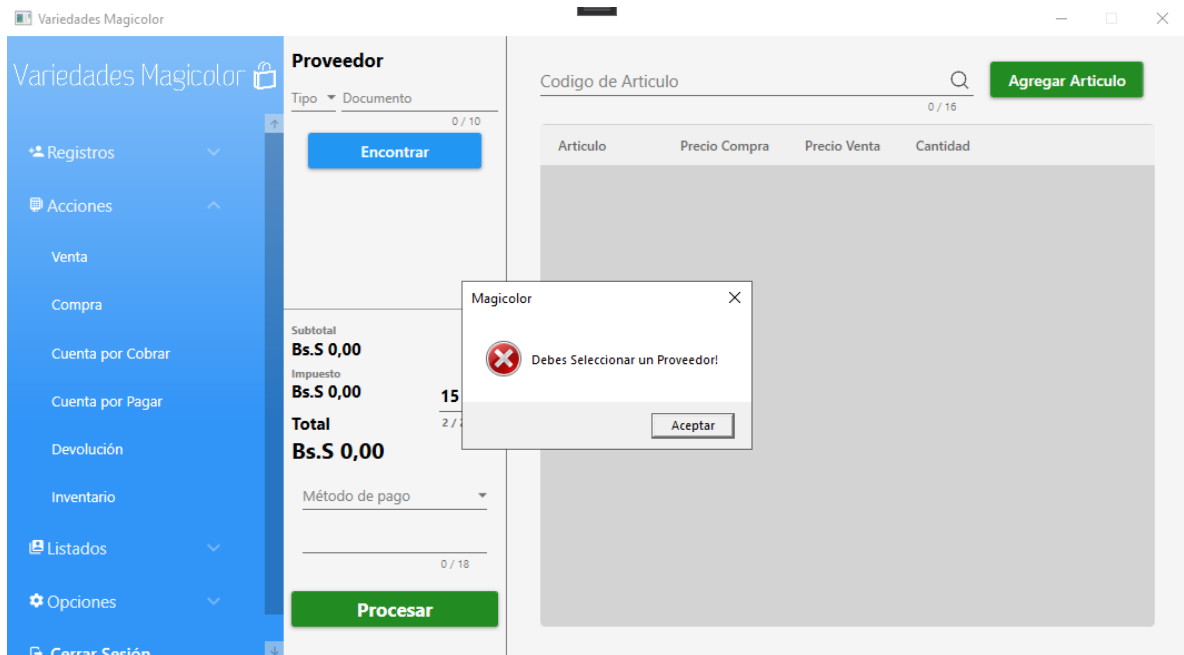 Variedades Magicolor
Variedades Magicolor
Registros
Acciones
Venta
Compra
Cuenta por Cobrar
Cuenta por Pagar
Devolución
Inventario
Listados
Opciones
Cerrar Sesión
Proveedor
Tipo Documento
0 / 10
Encontrar
Subtotal
Bs.S 0,00
Impuesto
Bs.S 0,00 15
Total 2 /
Bs.S 0,00
Método de pago
0 / 18
Procesar
Codigo de Articulo
0 / 16
Agregar Articulo
Articulo Precio Compra Precio Venta Cantidad
Magicolor
Debes Seleccionar un Proveedor!
Aceptar